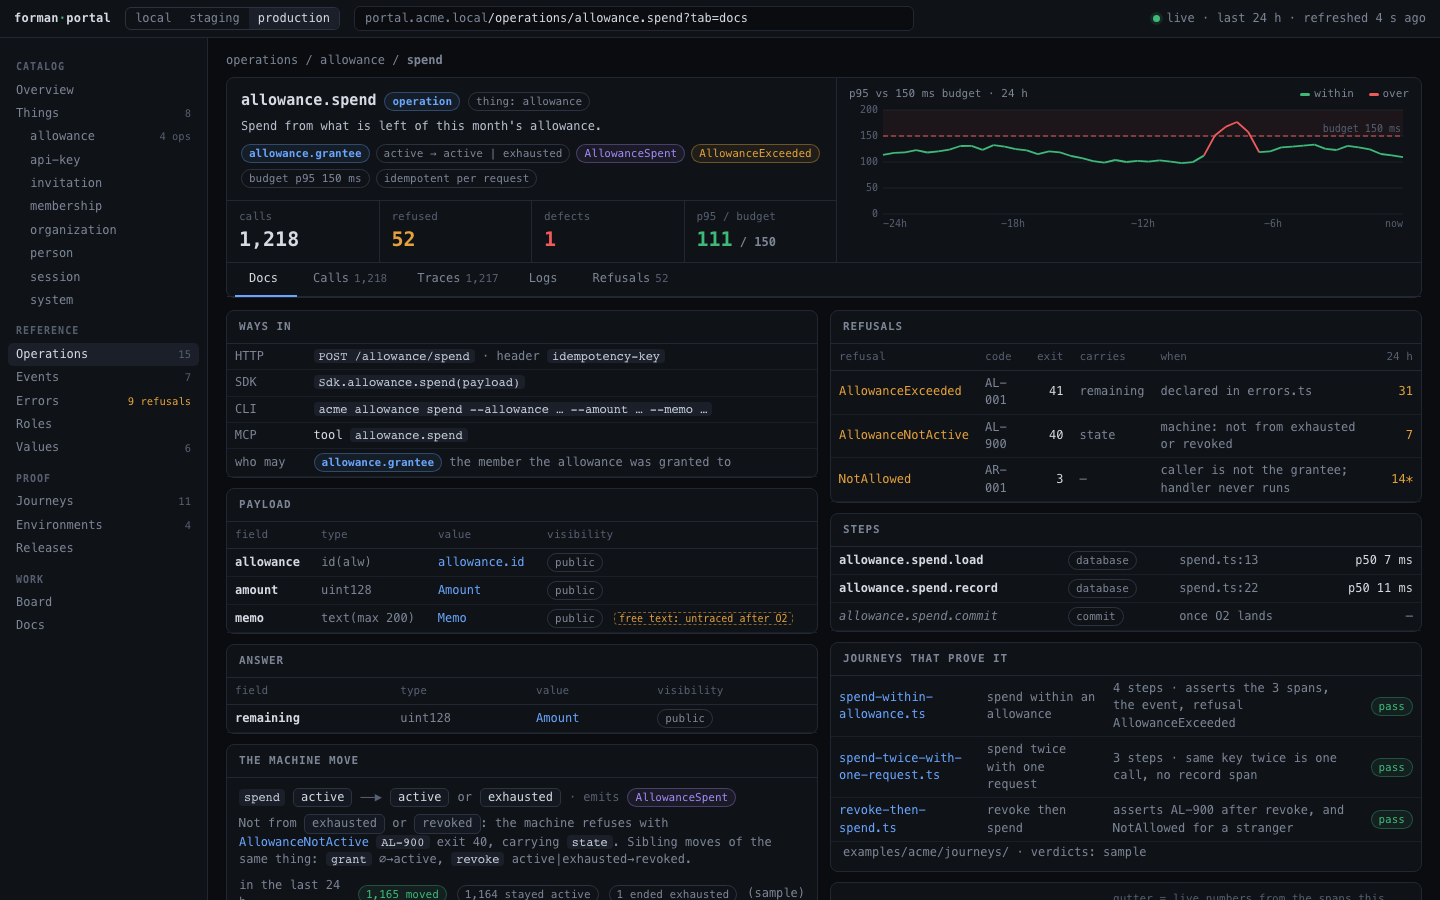 forman·portal local staging production portal.acme.local/operations/allowance.spend?tab=docs live · last 24 h · refreshed 4 s ago
CATALOG
Overview
Things 8
allowance 4 ops
api-key
invitation
membership
organization
person
session
system
REFERENCE
Operations 15
Events 7
Errors 9 refusals
Roles
Values 6
PROOF
Journeys 11
Environments 4
Releases
WORK
Board
Docs
operations / allowance / spend
allowance.spend operation thing: allowance
Spend from what is left of this month's allowance.
allowance.grantee active → active | exhausted AllowanceSpent AllowanceExceeded
budget p95 150 ms idempotent per request
calls refused defects p95 / budget
1,218 52 1 111 / 150
p95 vs 150 ms budget · 24 h within over
200
150 budget 150 ms
100
50
0
−24h −18h −12h −6h now
Docs Calls 1,218 Traces 1,217 Logs Refusals 52
WAYS IN
HTTP POST /allowance/spend · header idempotency-key
SDK Sdk.allowance.spend(payload)
CLI acme allowance spend --allowance … --amount … --memo …
MCP tool allowance.spend
who may allowance.grantee the member the allowance was granted to
PAYLOAD
field type value visibility
allowance id(alw) allowance.id public
amount uint128 Amount public
memo text(max 200) Memo public free text: untraced after O2
ANSWER
field type value visibility
remaining uint128 Amount public
THE MACHINE MOVE
spend active → active or exhausted · emits AllowanceSpent
Not from exhausted or revoked: the machine refuses with
AllowanceNotActive AL-900 exit 40, carrying state. Sibling moves of the
same thing: grant ∅→active, revoke active|exhausted→revoked.
in the last 24 1,165 moved 1,164 stayed active 1 ended exhausted (sample)
REFUSALS
refusal code exit carries when 24 h
AllowanceExceeded AL-
001 41 remaining declared in errors.ts 31
AllowanceNotActive AL-
900 40 state machine: not from exhausted
or revoked 7
NotAllowed AR-
001 3 — caller is not the grantee;
handler never runs 14*
STEPS
allowance.spend.load database spend.ts:13 p50 7 ms
allowance.spend.record database spend.ts:22 p50 11 ms
allowance.spend.commit commit once O2 lands —
JOURNEYS THAT PROVE IT
spend-within-
allowance.ts spend within an
allowance 4 steps · asserts the 3 spans,
the event, refusal
AllowanceExceeded pass
spend-twice-with-
one-request.ts spend twice
with one
request 3 steps · same key twice is one
call, no record span pass
revoke-then-
spend.ts revoke then
spend asserts AL-900 after revoke, and
NotAllowed for a stranger pass
examples/acme/journeys/ · verdicts: sample
gutter = live numbers from the spans this